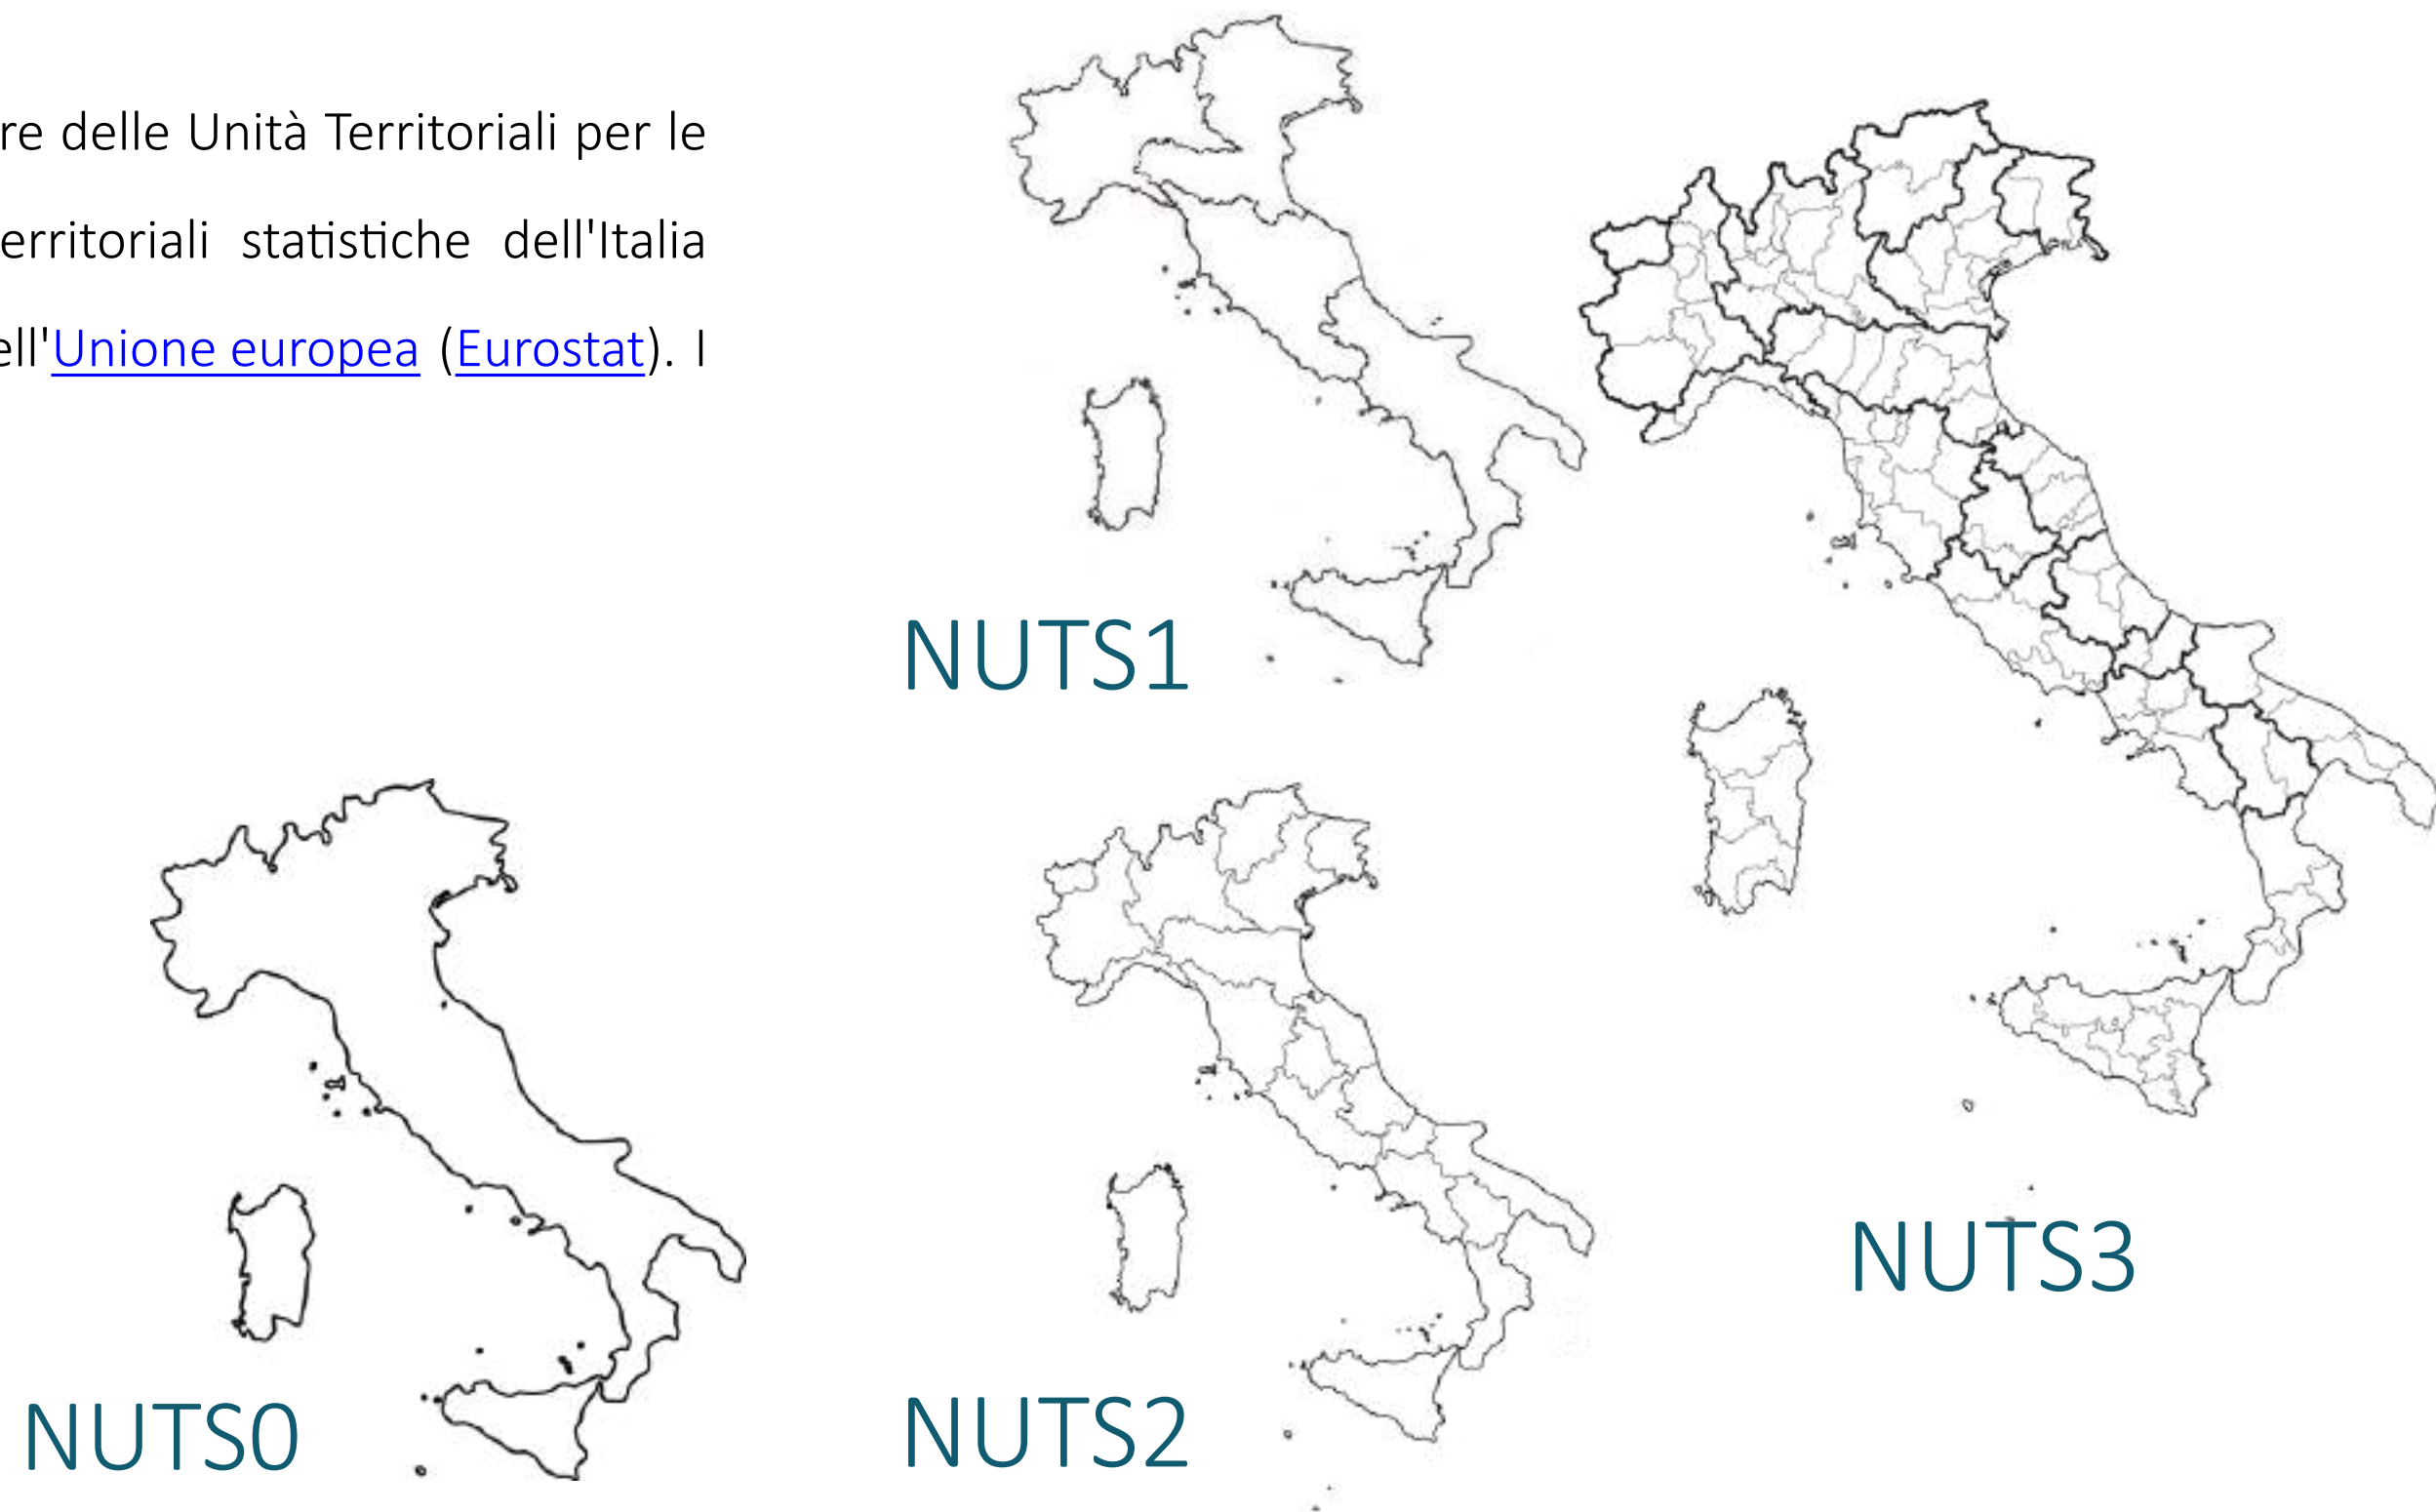 re delle Unità Territoriali per le
erritoriali statistiche dell'Italia
ell'Unione europea (Eurostat). I
NUTS1
NUTS3
NUTS0
NUTS2